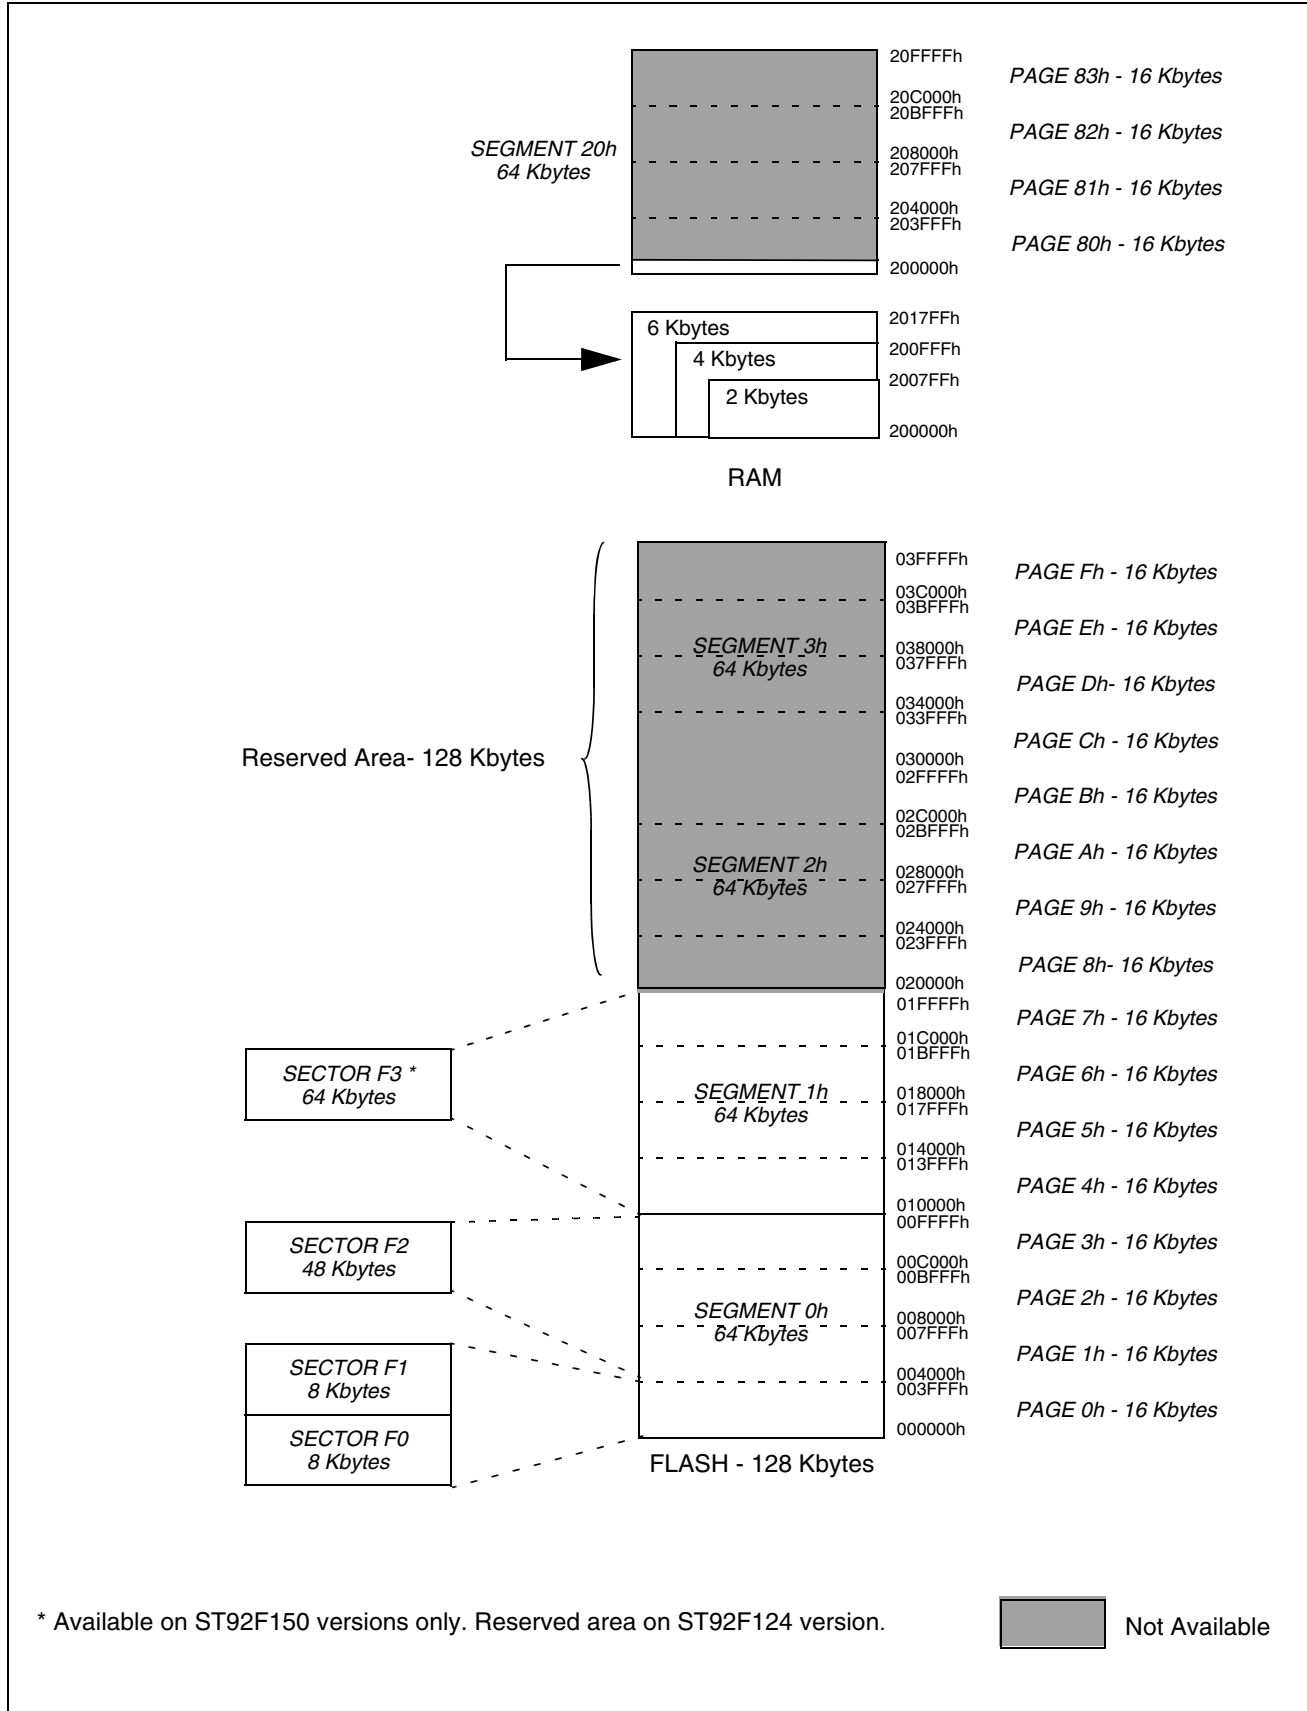 20FFFFh
PAGE 83h - 16 Kbytes
20C000h
20BFFFh
PAGE 82h - 16 Kbytes
SEGMENT 20h
64 Kbytes
208000h
207FFFh
PAGE 81h - 16 Kbytes
204000h
203FFFh
PAGE 80h - 16 Kbytes
200000h
6 Kbytes
2017FFh
4 Kbytes
200FFFh
2 Kbytes
2007FFh
200000h
RAM
03FFFFh
PAGE Fh - 16 Kbytes
03C000h
03BFFFh
PAGE Eh - 16 Kbytes
SEGMENT 3h
64 Kbytes
038000h
037FFFh
PAGE Dh- 16 Kbytes
034000h
033FFFh
PAGE Ch - 16 Kbytes
Reserved Area- 128 Kbytes
030000h
02FFFFh
PAGE Bh - 16 Kbytes
02C000h
02BFFFh
PAGE Ah - 16 Kbytes
SEGMENT 2h
64 Kbytes
028000h
027FFFh
PAGE 9h - 16 Kbytes
024000h
023FFFh
PAGE 8h- 16 Kbytes
020000h
01FFFFh
PAGE 7h - 16 Kbytes
01C000h
01BFFFh
SECTOR F3 *
64 Kbytes
PAGE 6h - 16 Kbytes
SEGMENT 1h
64 Kbytes
018000h
017FFFh
PAGE 5h - 16 Kbytes
014000h
013FFFh
PAGE 4h - 16 Kbytes
010000h
00FFFFh
SECTOR F2
48 Kbytes
PAGE 3h - 16 Kbytes
00C000h
00BFFFh
PAGE 2h - 16 Kbytes
SEGMENT 0h
64 Kbytes
008000h
007FFFh
PAGE 1h - 16 Kbytes
SECTOR F1
8 Kbytes
004000h
003FFFh
PAGE 0h - 16 Kbytes
SECTOR F0
8 Kbytes
000000h
FLASH - 128 Kbytes
* Available on ST92F150 versions only. Reserved area on ST92F124 version.
Not Available